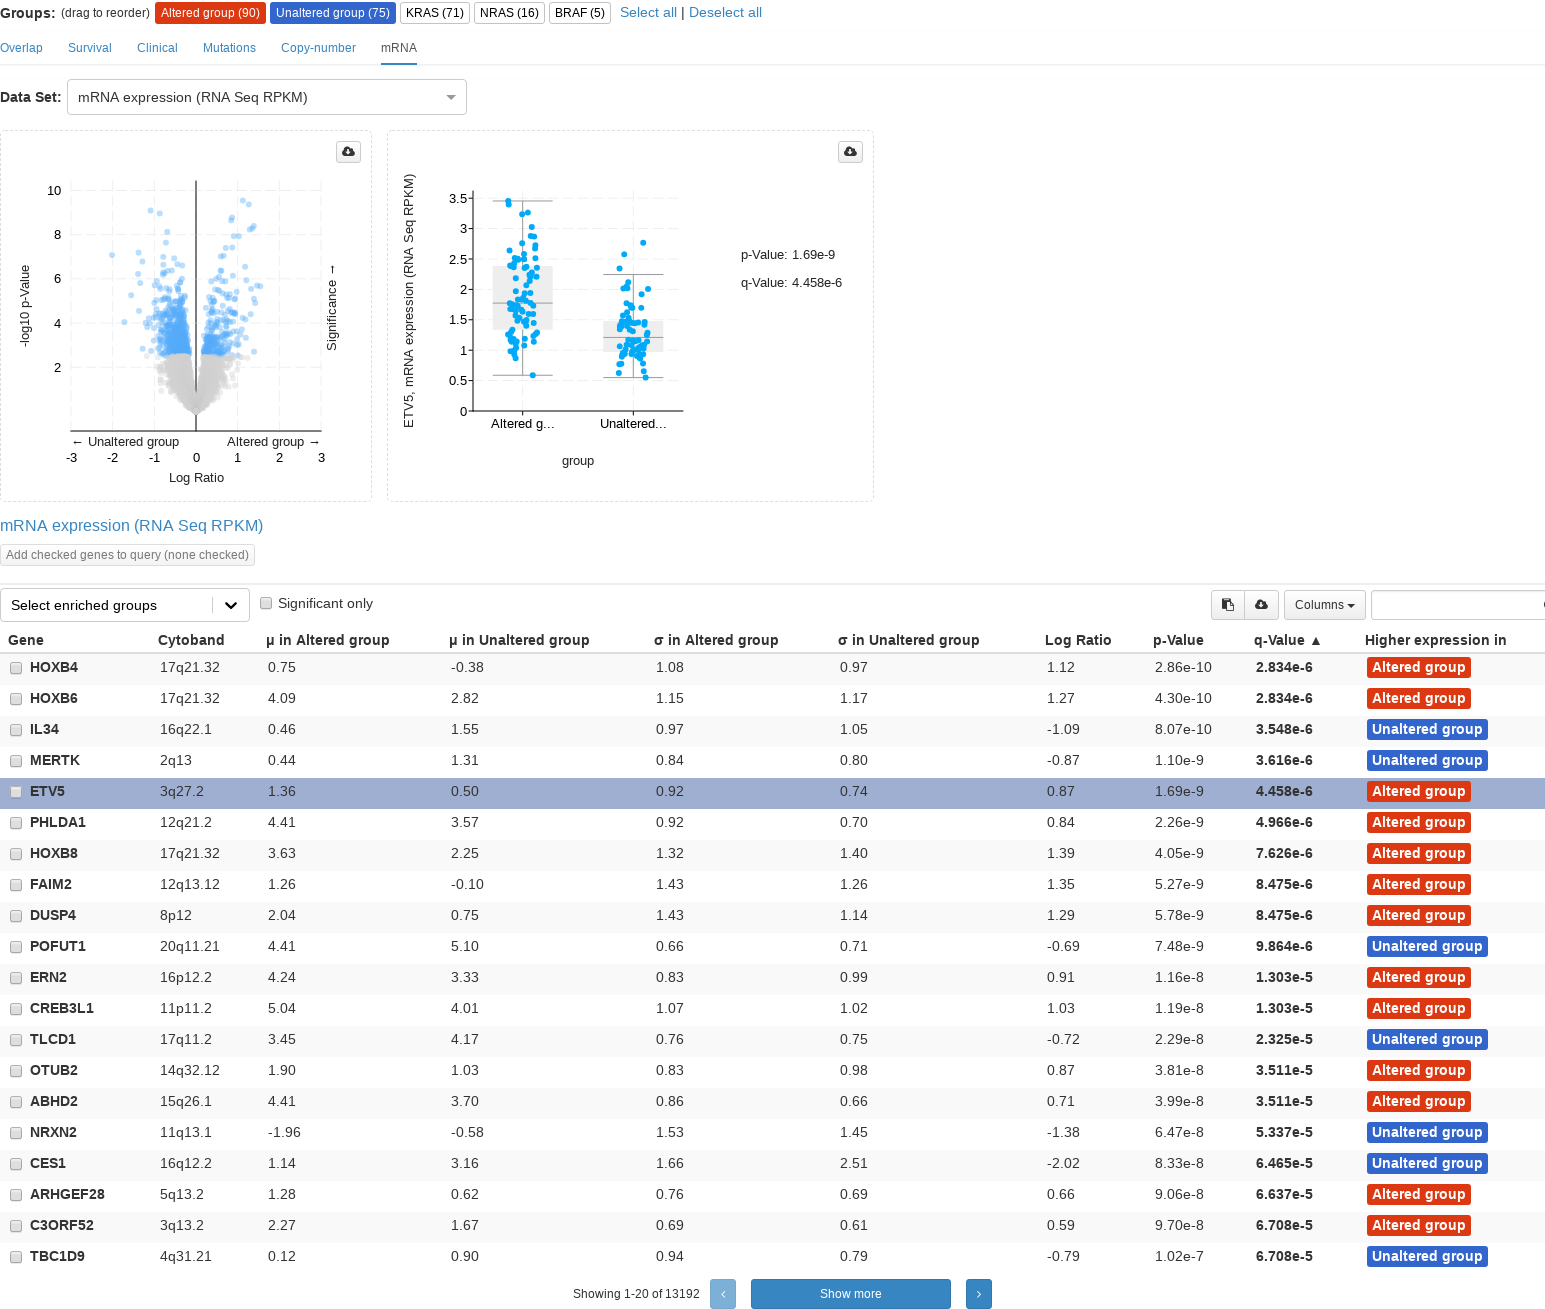 Groups: (drag to reorder) Altered group (90) Unaltered group (75) KRAS (71) NRAS (16) BRAF (5) Select all | Deselect all
Overlap Survival Clinical Mutations Copy-number mRNA
Data Set: mRNA expression (RNA Seq RPKM)
-log10 p-Value
10
8
6
4
2
Significance →
← Unaltered group Altered group →
-3 -2 -1 0 1 2 3
Log Ratio
ETV5, mRNA expression (RNA Seq RPKM)
3.5
3
2.5
2
1.5
1
0.5
0
Altered g... Unaltered...
group
p-Value: 1.69e-9
q-Value: 4.458e-6
mRNA expression (RNA Seq RPKM)
Add checked genes to query (none checked)
Select enriched groups Significant only Columns
Gene Cytoband μ in Altered group μ in Unaltered group σ in Altered group σ in Unaltered group Log Ratio p-Value q-Value ▲ Higher expression in
HOXB4 17q21.32 0.75 -0.38 1.08 0.97 1.12 2.86e-10 2.834e-6 Altered group
HOXB6 17q21.32 4.09 2.82 1.15 1.17 1.27 4.30e-10 2.834e-6 Altered group
IL34 16q22.1 0.46 1.55 0.97 1.05 -1.09 8.07e-10 3.548e-6 Unaltered group
MERTK 2q13 0.44 1.31 0.84 0.80 -0.87 1.10e-9 3.616e-6 Unaltered group
ETV5 3q27.2 1.36 0.50 0.92 0.74 0.87 1.69e-9 4.458e-6 Altered group
PHLDA1 12q21.2 4.41 3.57 0.92 0.70 0.84 2.26e-9 4.966e-6 Altered group
HOXB8 17q21.32 3.63 2.25 1.32 1.40 1.39 4.05e-9 7.626e-6 Altered group
FAIM2 12q13.12 1.26 -0.10 1.43 1.26 1.35 5.27e-9 8.475e-6 Altered group
DUSP4 8p12 2.04 0.75 1.43 1.14 1.29 5.78e-9 8.475e-6 Altered group
POFUT1 20q11.21 4.41 5.10 0.66 0.71 -0.69 7.48e-9 9.864e-6 Unaltered group
ERN2 16p12.2 4.24 3.33 0.83 0.99 0.91 1.16e-8 1.303e-5 Altered group
CREB3L1 11p11.2 5.04 4.01 1.07 1.02 1.03 1.19e-8 1.303e-5 Altered group
TLCD1 17q11.2 3.45 4.17 0.76 0.75 -0.72 2.29e-8 2.325e-5 Unaltered group
OTUB2 14q32.12 1.90 1.03 0.83 0.98 0.87 3.81e-8 3.511e-5 Altered group
ABHD2 15q26.1 4.41 3.70 0.86 0.66 0.71 3.99e-8 3.511e-5 Altered group
NRXN2 11q13.1 -1.96 -0.58 1.53 1.45 -1.38 6.47e-8 5.337e-5 Unaltered group
CES1 16q12.2 1.14 3.16 1.66 2.51 -2.02 8.33e-8 6.465e-5 Unaltered group
ARHGEF28 5q13.2 1.28 0.62 0.76 0.69 0.66 9.06e-8 6.637e-5 Altered group
C3ORF52 3q13.2 2.27 1.67 0.69 0.61 0.59 9.70e-8 6.708e-5 Altered group
TBC1D9 4q31.21 0.12 0.90 0.94 0.79 -0.79 1.02e-7 6.708e-5 Unaltered group
Showing 1-20 of 13192 ‹ Show more ›